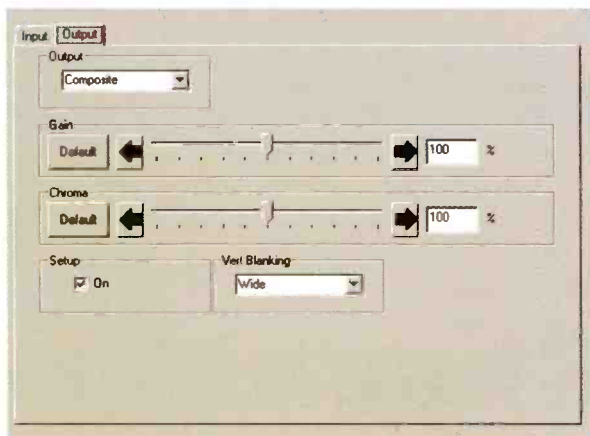 Input Output
Output
Composite
Gain
Default 100 %
Chroma
Default 100 %
Setup Vert Blanking
On Wide